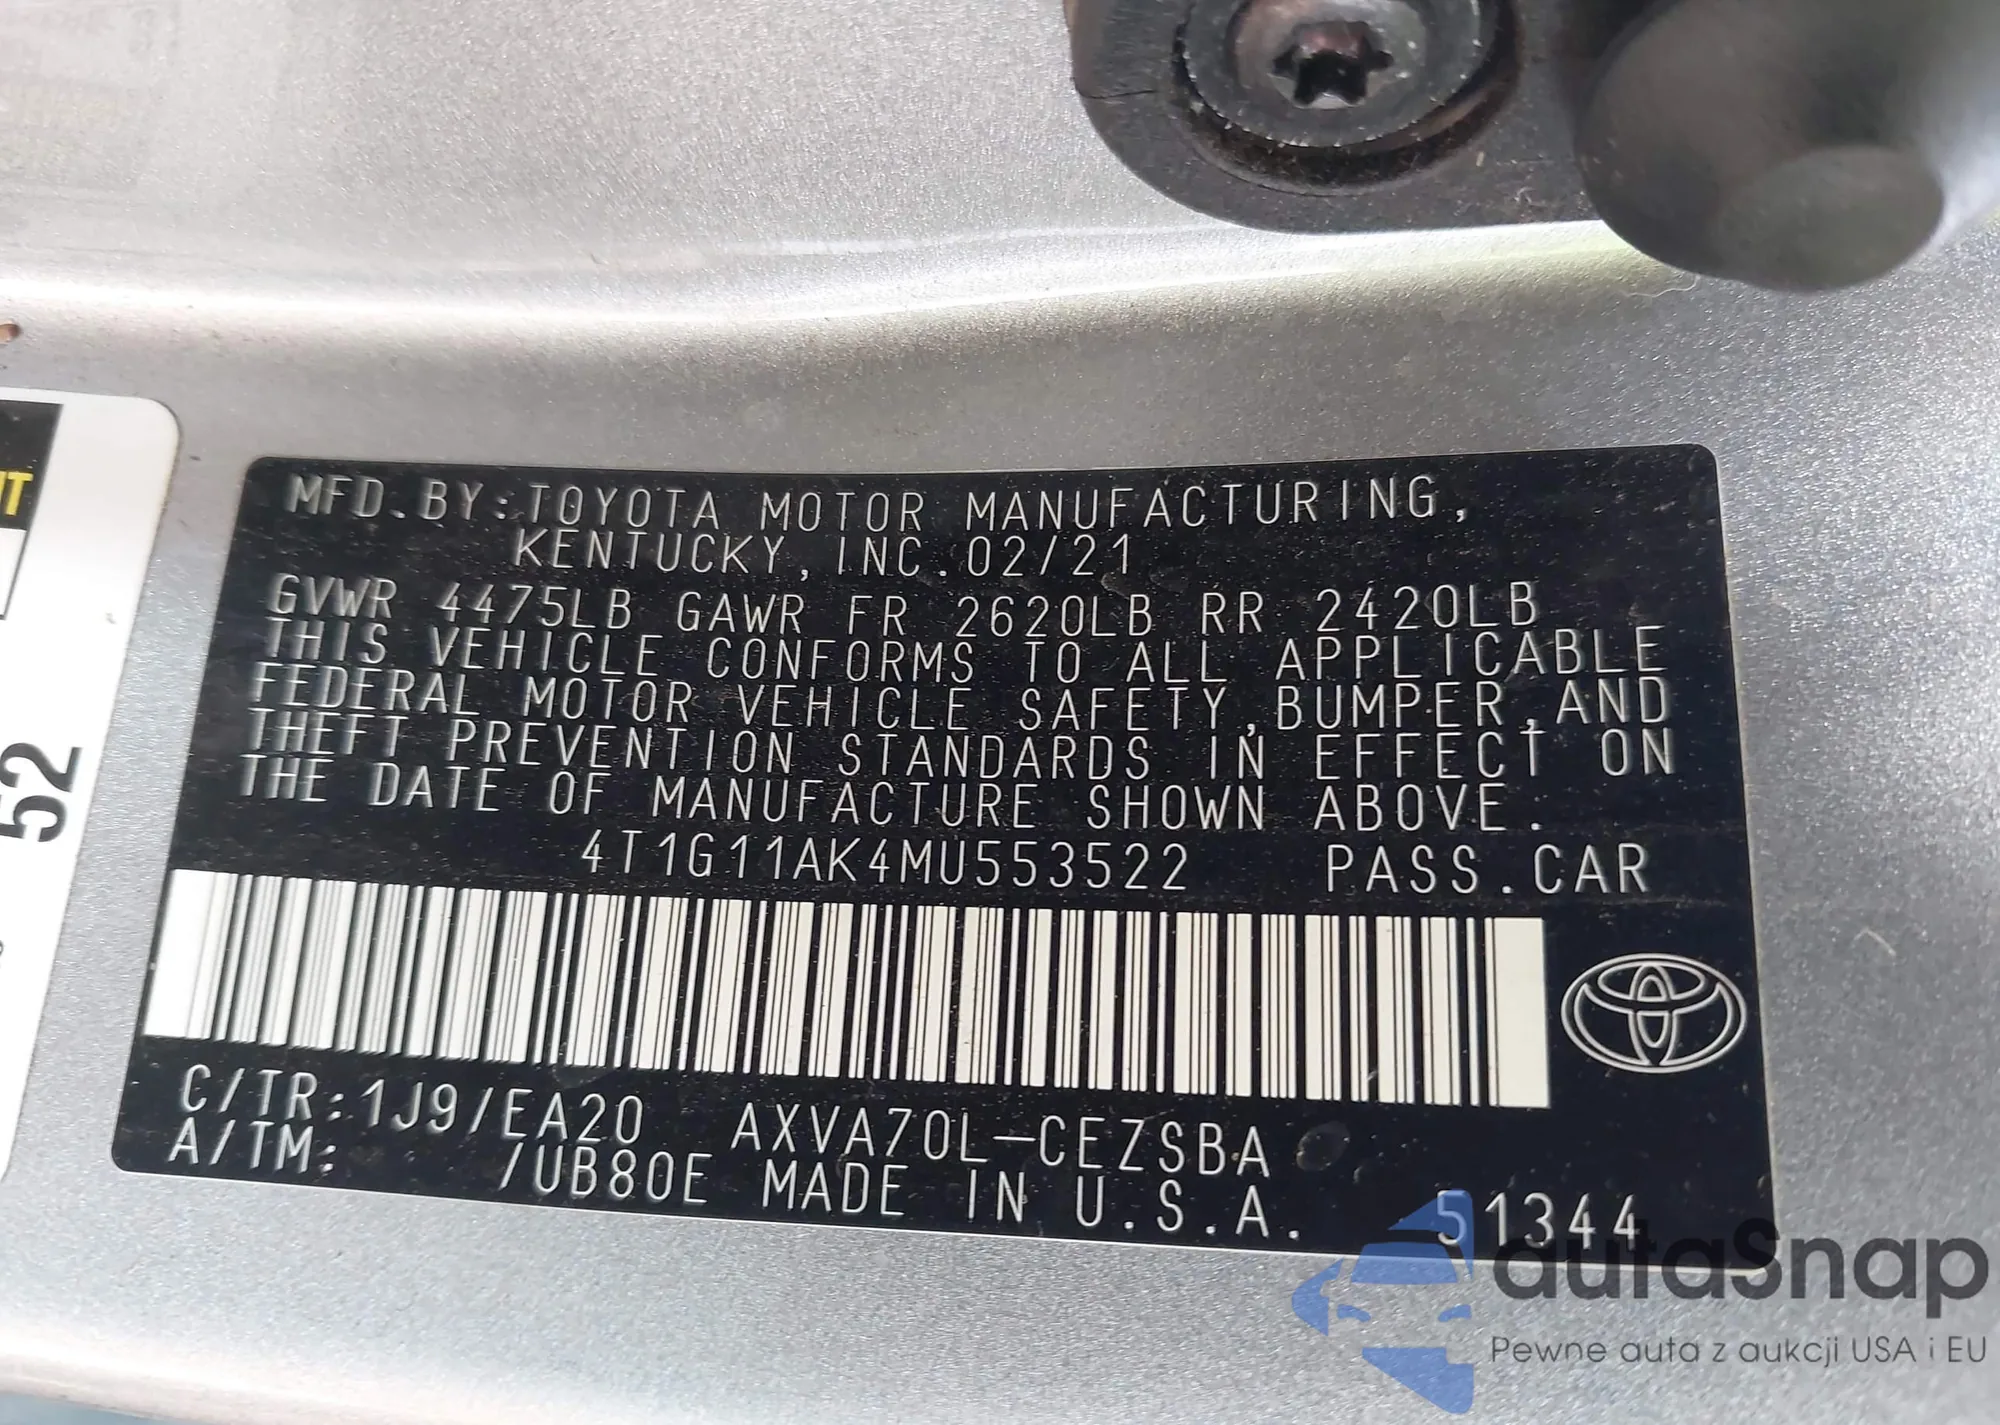 MFD.BY:TOYOTA MOTOR MANUFACTURING,
KENTUCKY,INC.02/21
GVWR 4475LB GAWR FR 2620LB RR 2420LB
THIS VEHICLE CONFORMS TO ALL APPLICABLE
FEDERAL MOTOR VEHICLE SAFETY,BUMPER,AND
THEFT PREVENTION STANDARDS IN EFFECT ON
THE DATE OF MANUFACTURE SHOWN ABOVE.
4T1G11AK4MU553522 PASS.CAR
C/TR:1J9/EA20 AXVA70L-CEZSBA
A/TM: /UB80E MADE IN U.S.A. 51344
52
autaSnap
Pewne auta z aukcji USA i EU